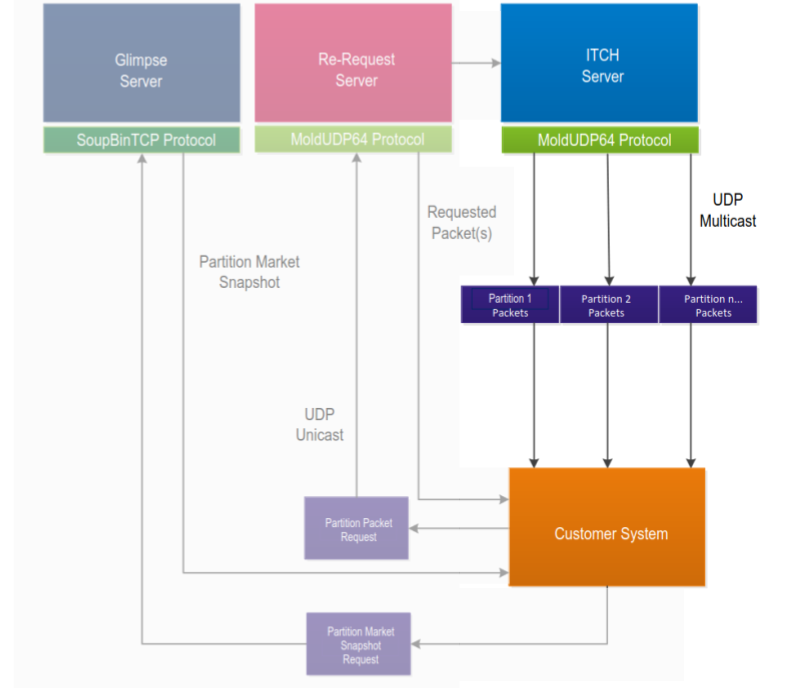 Glimpse
Server
Re-Request
Server
ITCH
Server
SoupBinTCP Protocol
MoldUDP64 Protocol
MoldUDP64 Protocol
UDP
Multicast
Requested
Packet(s)
Partition Market
Snapshot
Partition 1
Packets
Partition 2
Packets
Partition n...
Packets
UDP
Unicast
Partition Packet
Request
Customer System
Partition Market
Snapshot
Request